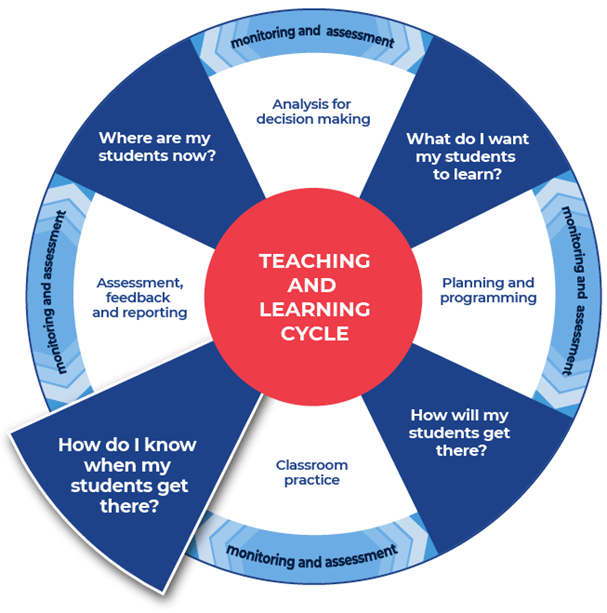 monitoring and assessment
Analysis for
decision making
What do I want
my students
to learn?
monitoring and assessment
Planning and
programming
How will my
students get
there?
monitoring and assessment
Classroom
practice
How do I know
when my
students get
there?
monitoring and assessment
Assessment,
feedback
and reporting
Where are my
students now?
TEACHING
AND
LEARNING
CYCLE